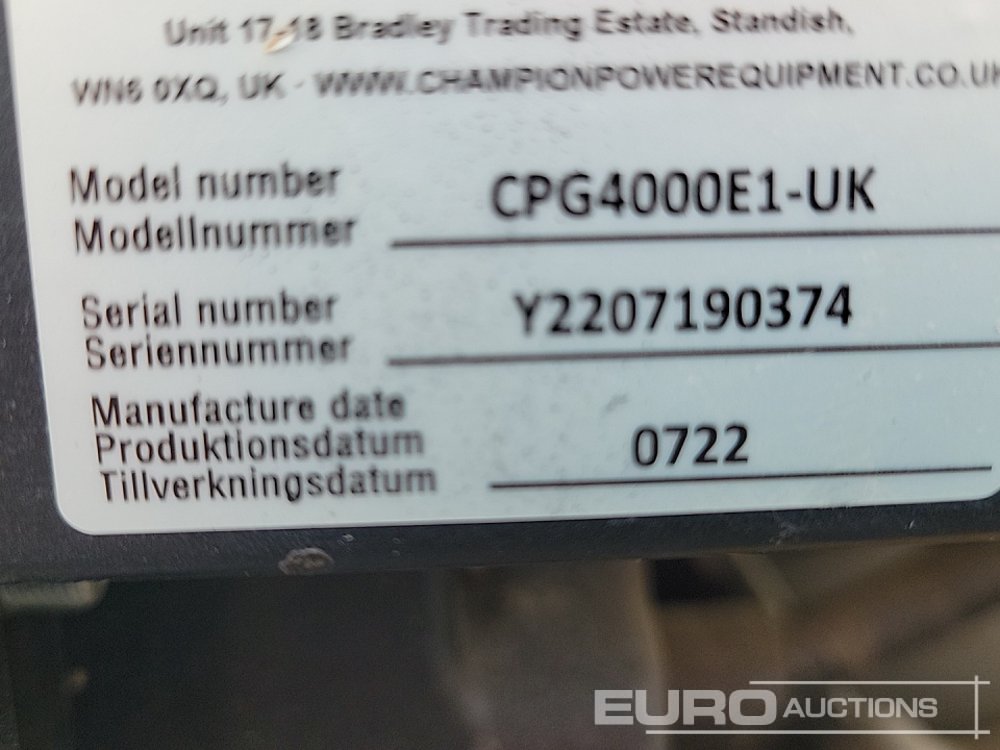 Unit 17-18 Bradley Trading Estate, Standish,
WN6 0XQ, UK - WWW.CHAMPIONPOWEREQUIPMENT.CO.UK
Model number CPG4000E1-UK
Modellnummer
Serial number Y2207190374
Seriennummer
Manufacture date
Produktionsdatum 0722
Tillverkningsdatum
EURO AUCTIONS